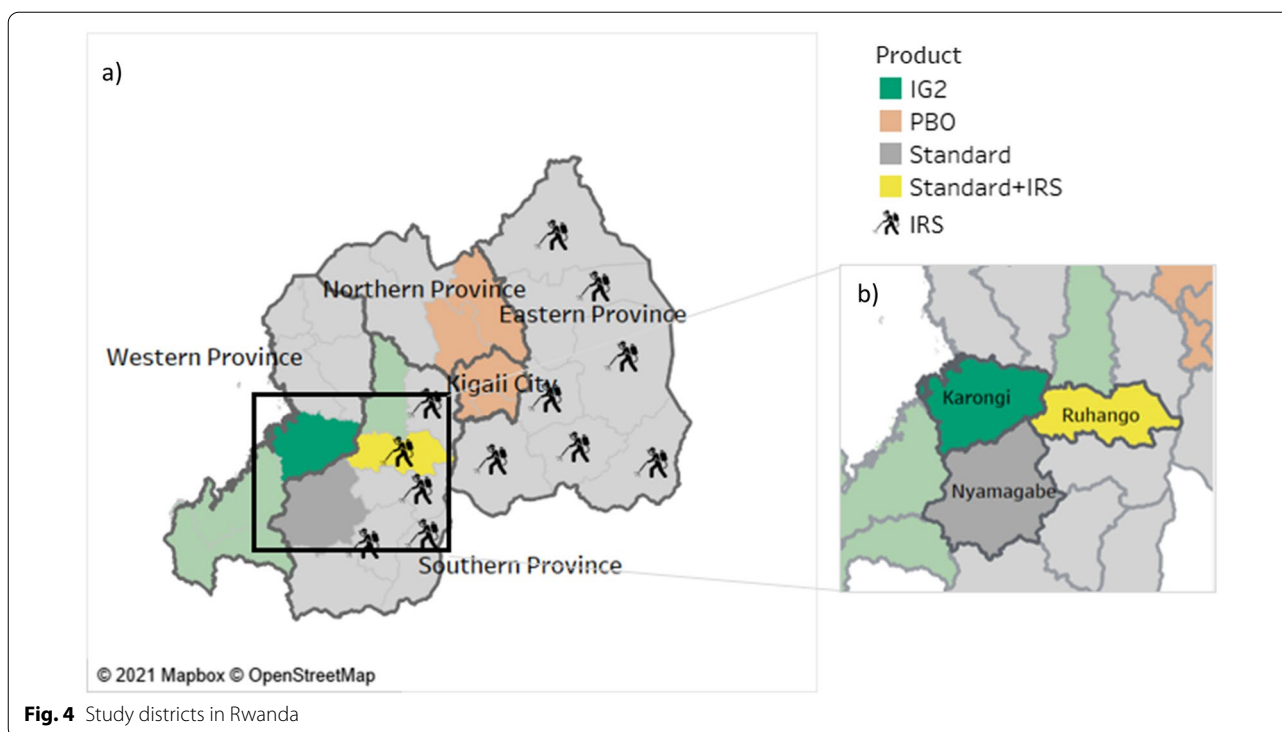 a)
Product
IG2
PBO
Standard
Standard+IRS
IRS
Northern Province
Eastern Province
Western Province
Kigali City
Southern Province
b)
Karongi
Ruhango
Nyamagabe
© 2021 Mapbox © OpenStreetMap
Fig. 4 Study districts in Rwanda